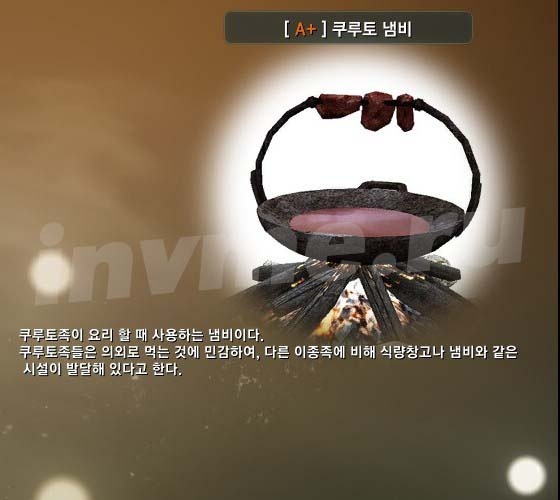 [ A+ ] 쿠루토 냄비
invme.ru
쿠루토족이 요리 할 때 사용하는 냄비이다.
쿠루토족들은 의외로 먹는 것에 민감하여, 다른 이종족에 비해 식량창고나 냄비와 같은
시설이 발달해 있다고 한다.